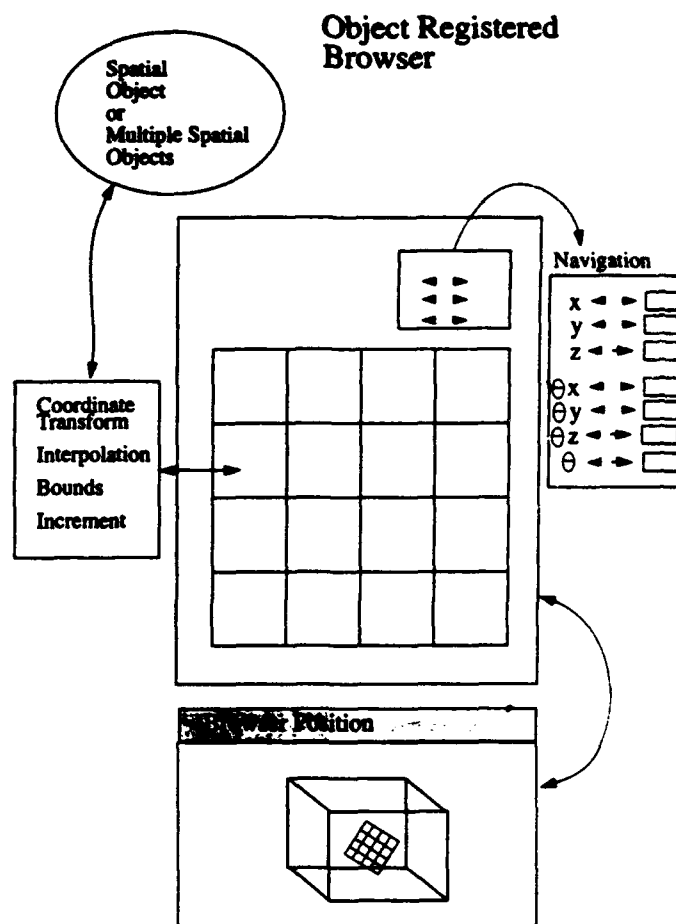 Object Registered
Browser
Spatial
Object
or
Multiple Spatial
Objects
Navigation
x
y
z
θx
θy
θz
θ
Coordinate
Transform
Interpolation
Bounds
Increment
Browser Position